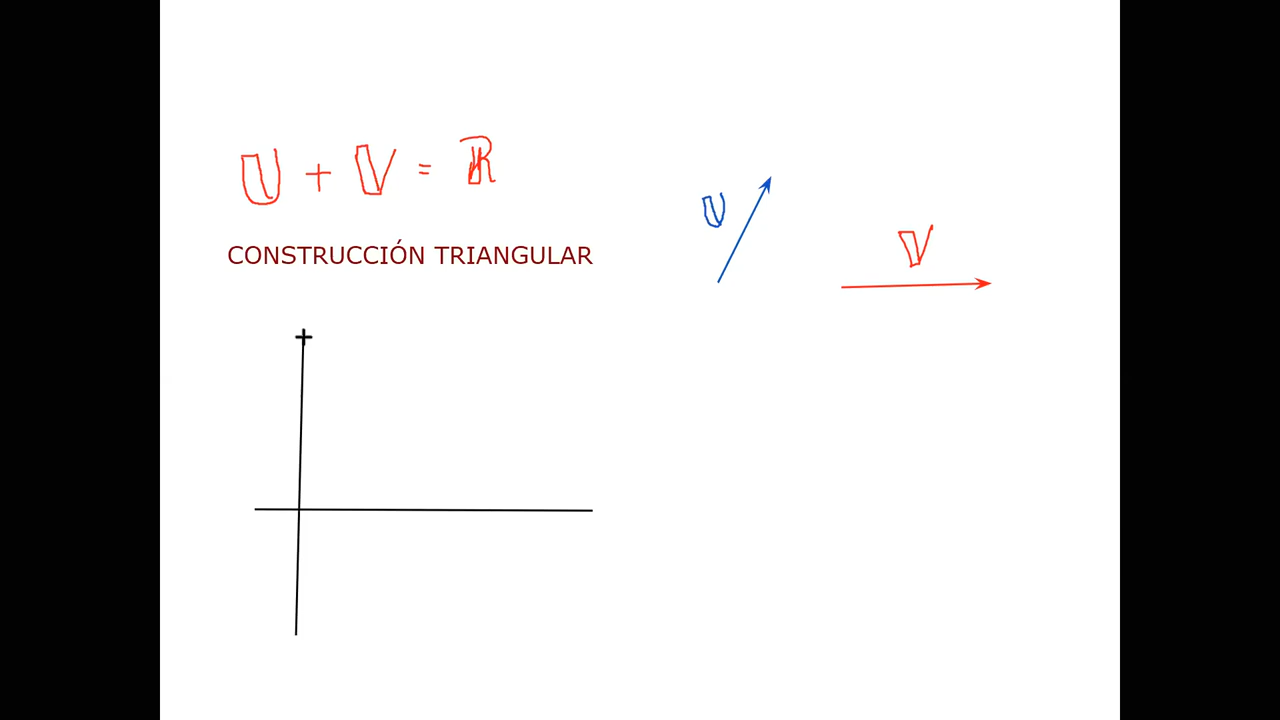 U + V = R
CONSTRUCCIÓN TRIANGULAR
U
V